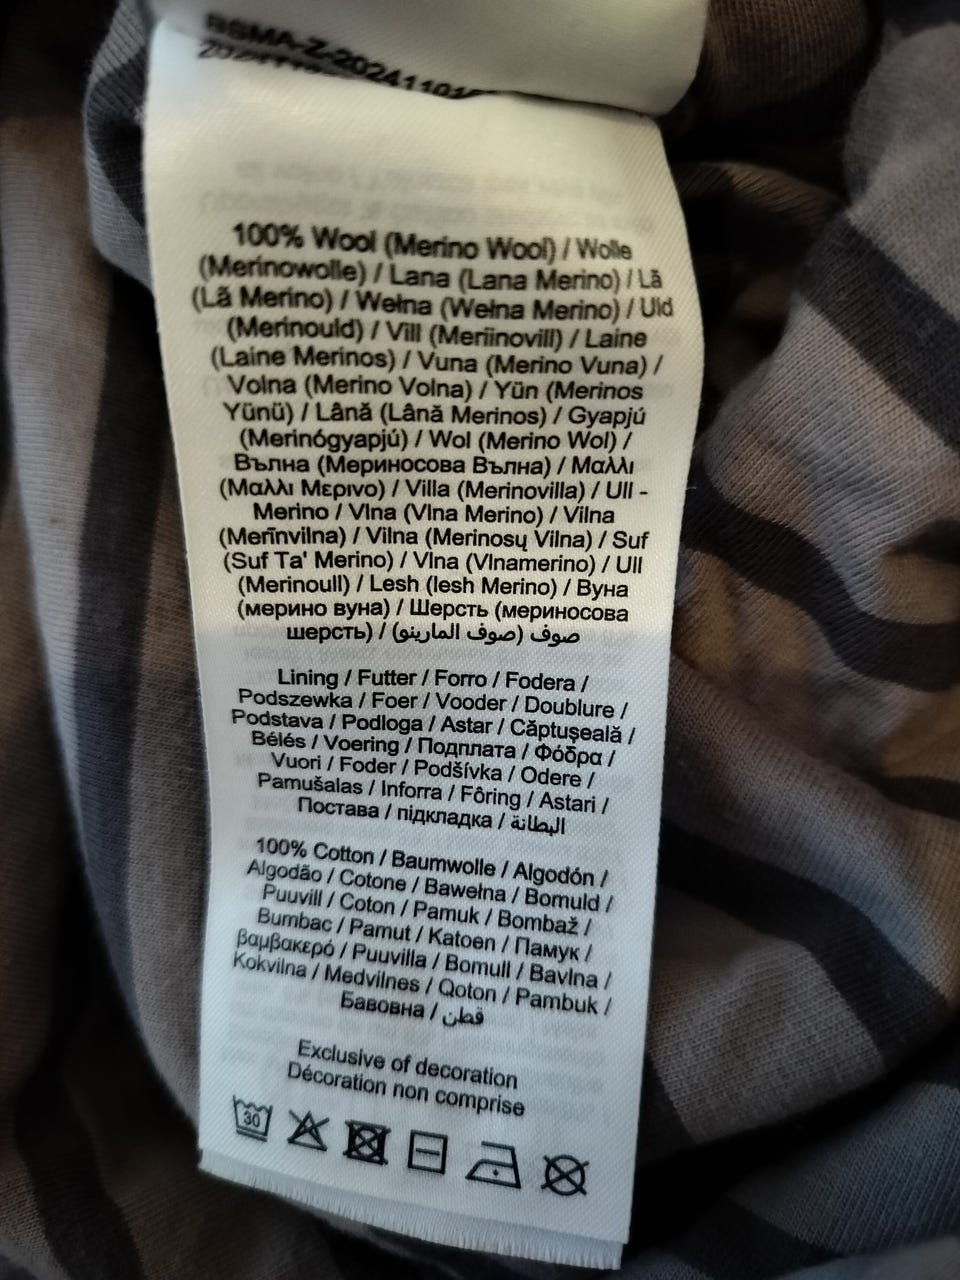 RSMA-Z-20241101
100% Wool (Merino Wool) / Wolle
(Merinowolle) / Lana (Lana Merino) / Lã
(Lã Merino) / Wełna (Wełna Merino) / Uld
(Merinould) / Vill (Meriinovill) / Laine
(Laine Merinos) / Vuna (Merino Vuna) /
Volna (Merino Volna) / Yün (Merinos
Yünü) / Lână (Lână Merinos) / Gyapjú
(Merinógyapjú) / Wol (Merino Wol) /
Вълна (Мериносова Вълна) / Μαλλι
(Μαλλι Μερινο) / Villa (Merinovilla) / Ull -
Merino / Vlna (Vlna Merino) / Vilna
(Merīnvilna) / Vilna (Merinosų Vilna) / Suf
(Suf Ta' Merino) / Vlna (Vlnamerino) / Ull
(Merinoull) / Lesh (lesh Merino) / Вуна
(мерино вуна) / Шерсть (мериносова
шерсть) / صوف (صوف المارينو)
Lining / Futter / Forro / Fodera /
Podszewka / Foer / Vooder / Doublure /
Podstava / Podloga / Astar / Căptușeală /
Bélés / Voering / Подплата / Φόδρα /
Vuori / Foder / Podšívka / Odere /
Pamušalas / Inforra / Fôring / Astari /
Постава / підкладка / البطانة
100% Cotton / Baumwolle / Algodón /
Algodão / Cotone / Bawełna / Bomuld /
Puuvill / Coton / Pamuk / Bombaž /
Bumbac / Pamut / Katoen / Памук /
βαμβακερό / Puuvilla / Bomull / Bavlna /
Kokvilna / Medvilnes / Qoton / Pambuk /
Бавовна / قطن
Exclusive of decoration
Décoration non comprise
30